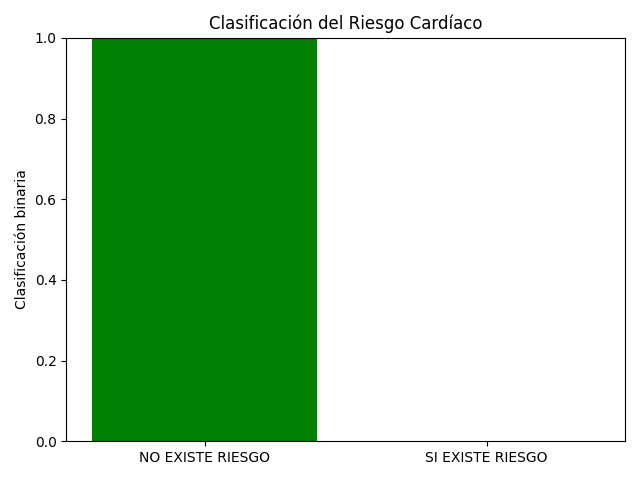 Clasificación del Riesgo Cardíaco
Clasificación binaria
1.0
0.8
0.6
0.4
0.2
0.0
NO EXISTE RIESGO
SI EXISTE RIESGO